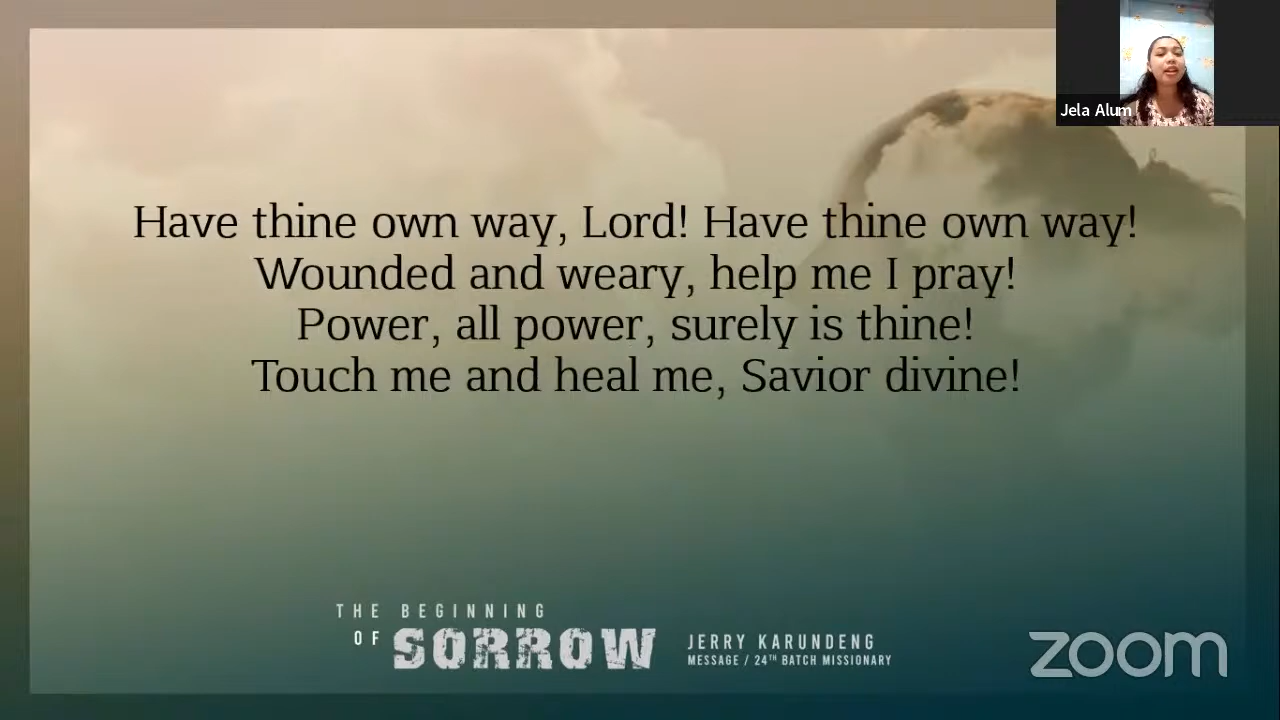 Jela Alum
Have thine own way, Lord! Have thine own way!
Wounded and weary, help me I pray!
Power, all power, surely is thine!
Touch me and heal me, Savior divine!
THE BEGINNING
OF SORROW
JERRY KARUNDENG
MESSAGE / 24TH BATCH MISSIONARY
zoom